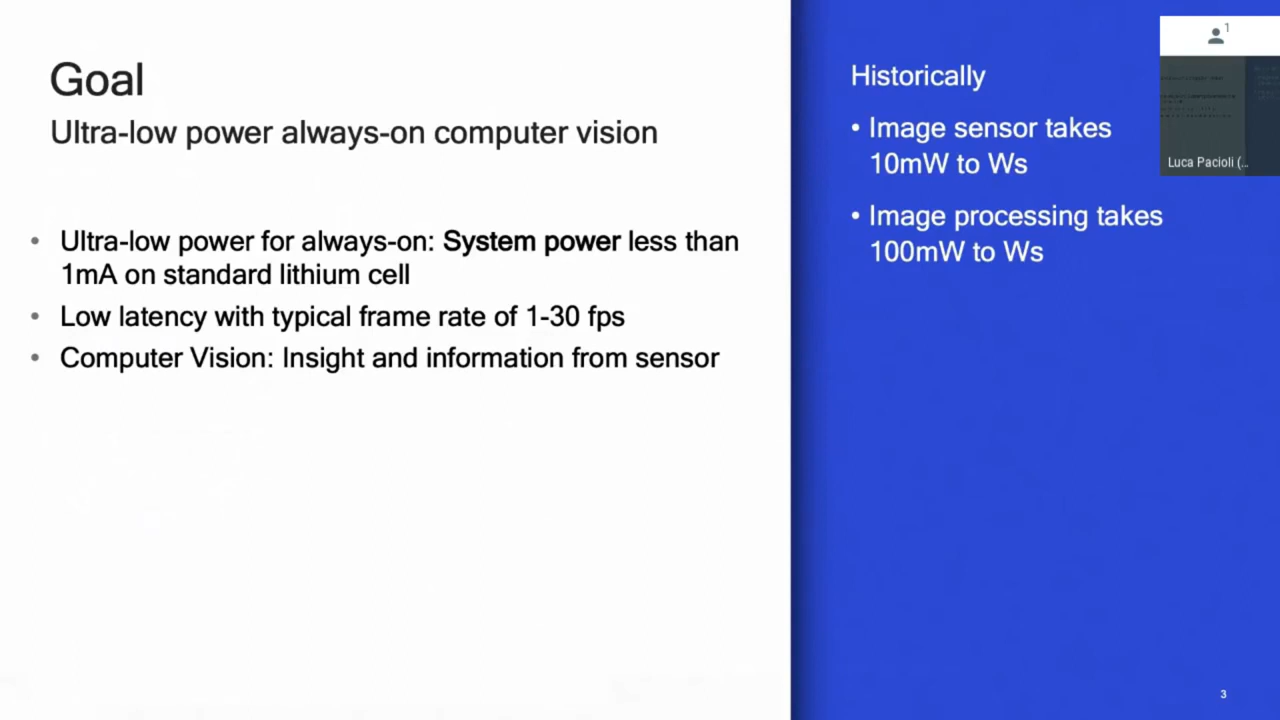 Goal
Ultra-low power always-on computer vision
• Ultra-low power for always-on: System power less than
1mA on standard lithium cell
• Low latency with typical frame rate of 1-30 fps
• Computer Vision: Insight and information from sensor
Historically
• Image sensor takes
10mW to Ws
• Image processing takes
100mW to Ws
1
Luca Pacioli (...
3